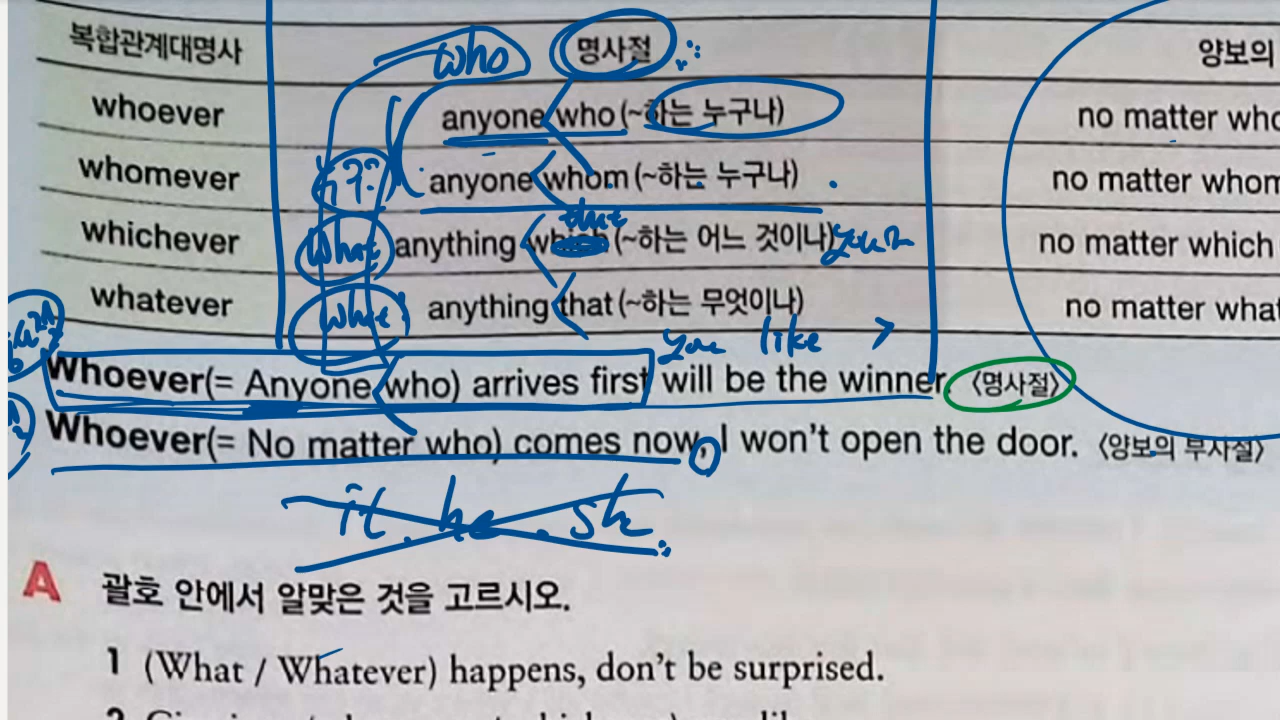 복합관계대명사 who 명사절 양보의
whoever anyone who (~하는 누구나) no matter who
whomever anyone whom (~하는 누구나) no matter whom
that
whichever what anything which (~하는 어느 것이나) no matter which
whatever what anything that (~하는 무엇이나) no matter what
you like
Whoever(= Anyone who) arrives first will be the winner. <명사절>
Whoever(= No matter who) comes now, I won't open the door. <양보의 부사절>
it. he. sh
A 괄호 안에서 알맞은 것을 고르시오.
1 (What / Whatever) happens, don't be surprised.